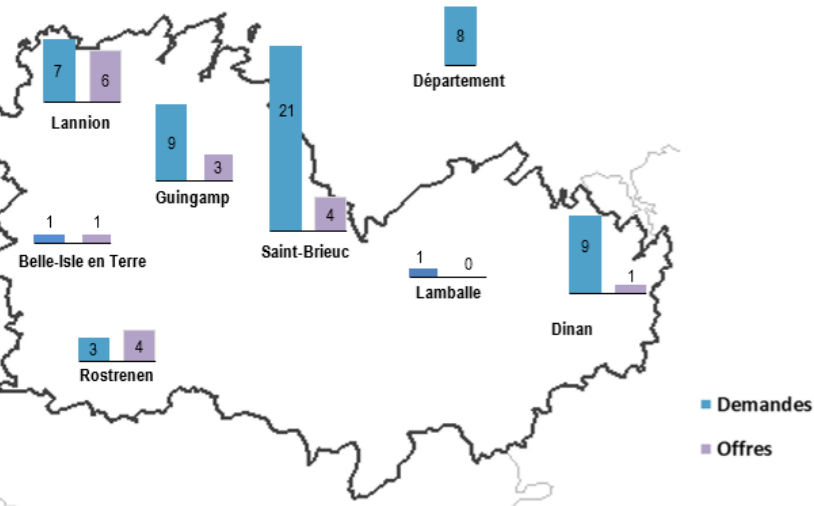 8
Département
7
6
Lannion
21
9
3
Guingamp
4
Saint-Brieuc
1 1
Belle-Isle en Terre
1
0
Lamballe
9
1
Dinan
3
4
Rostrenen
Demandes
Offres